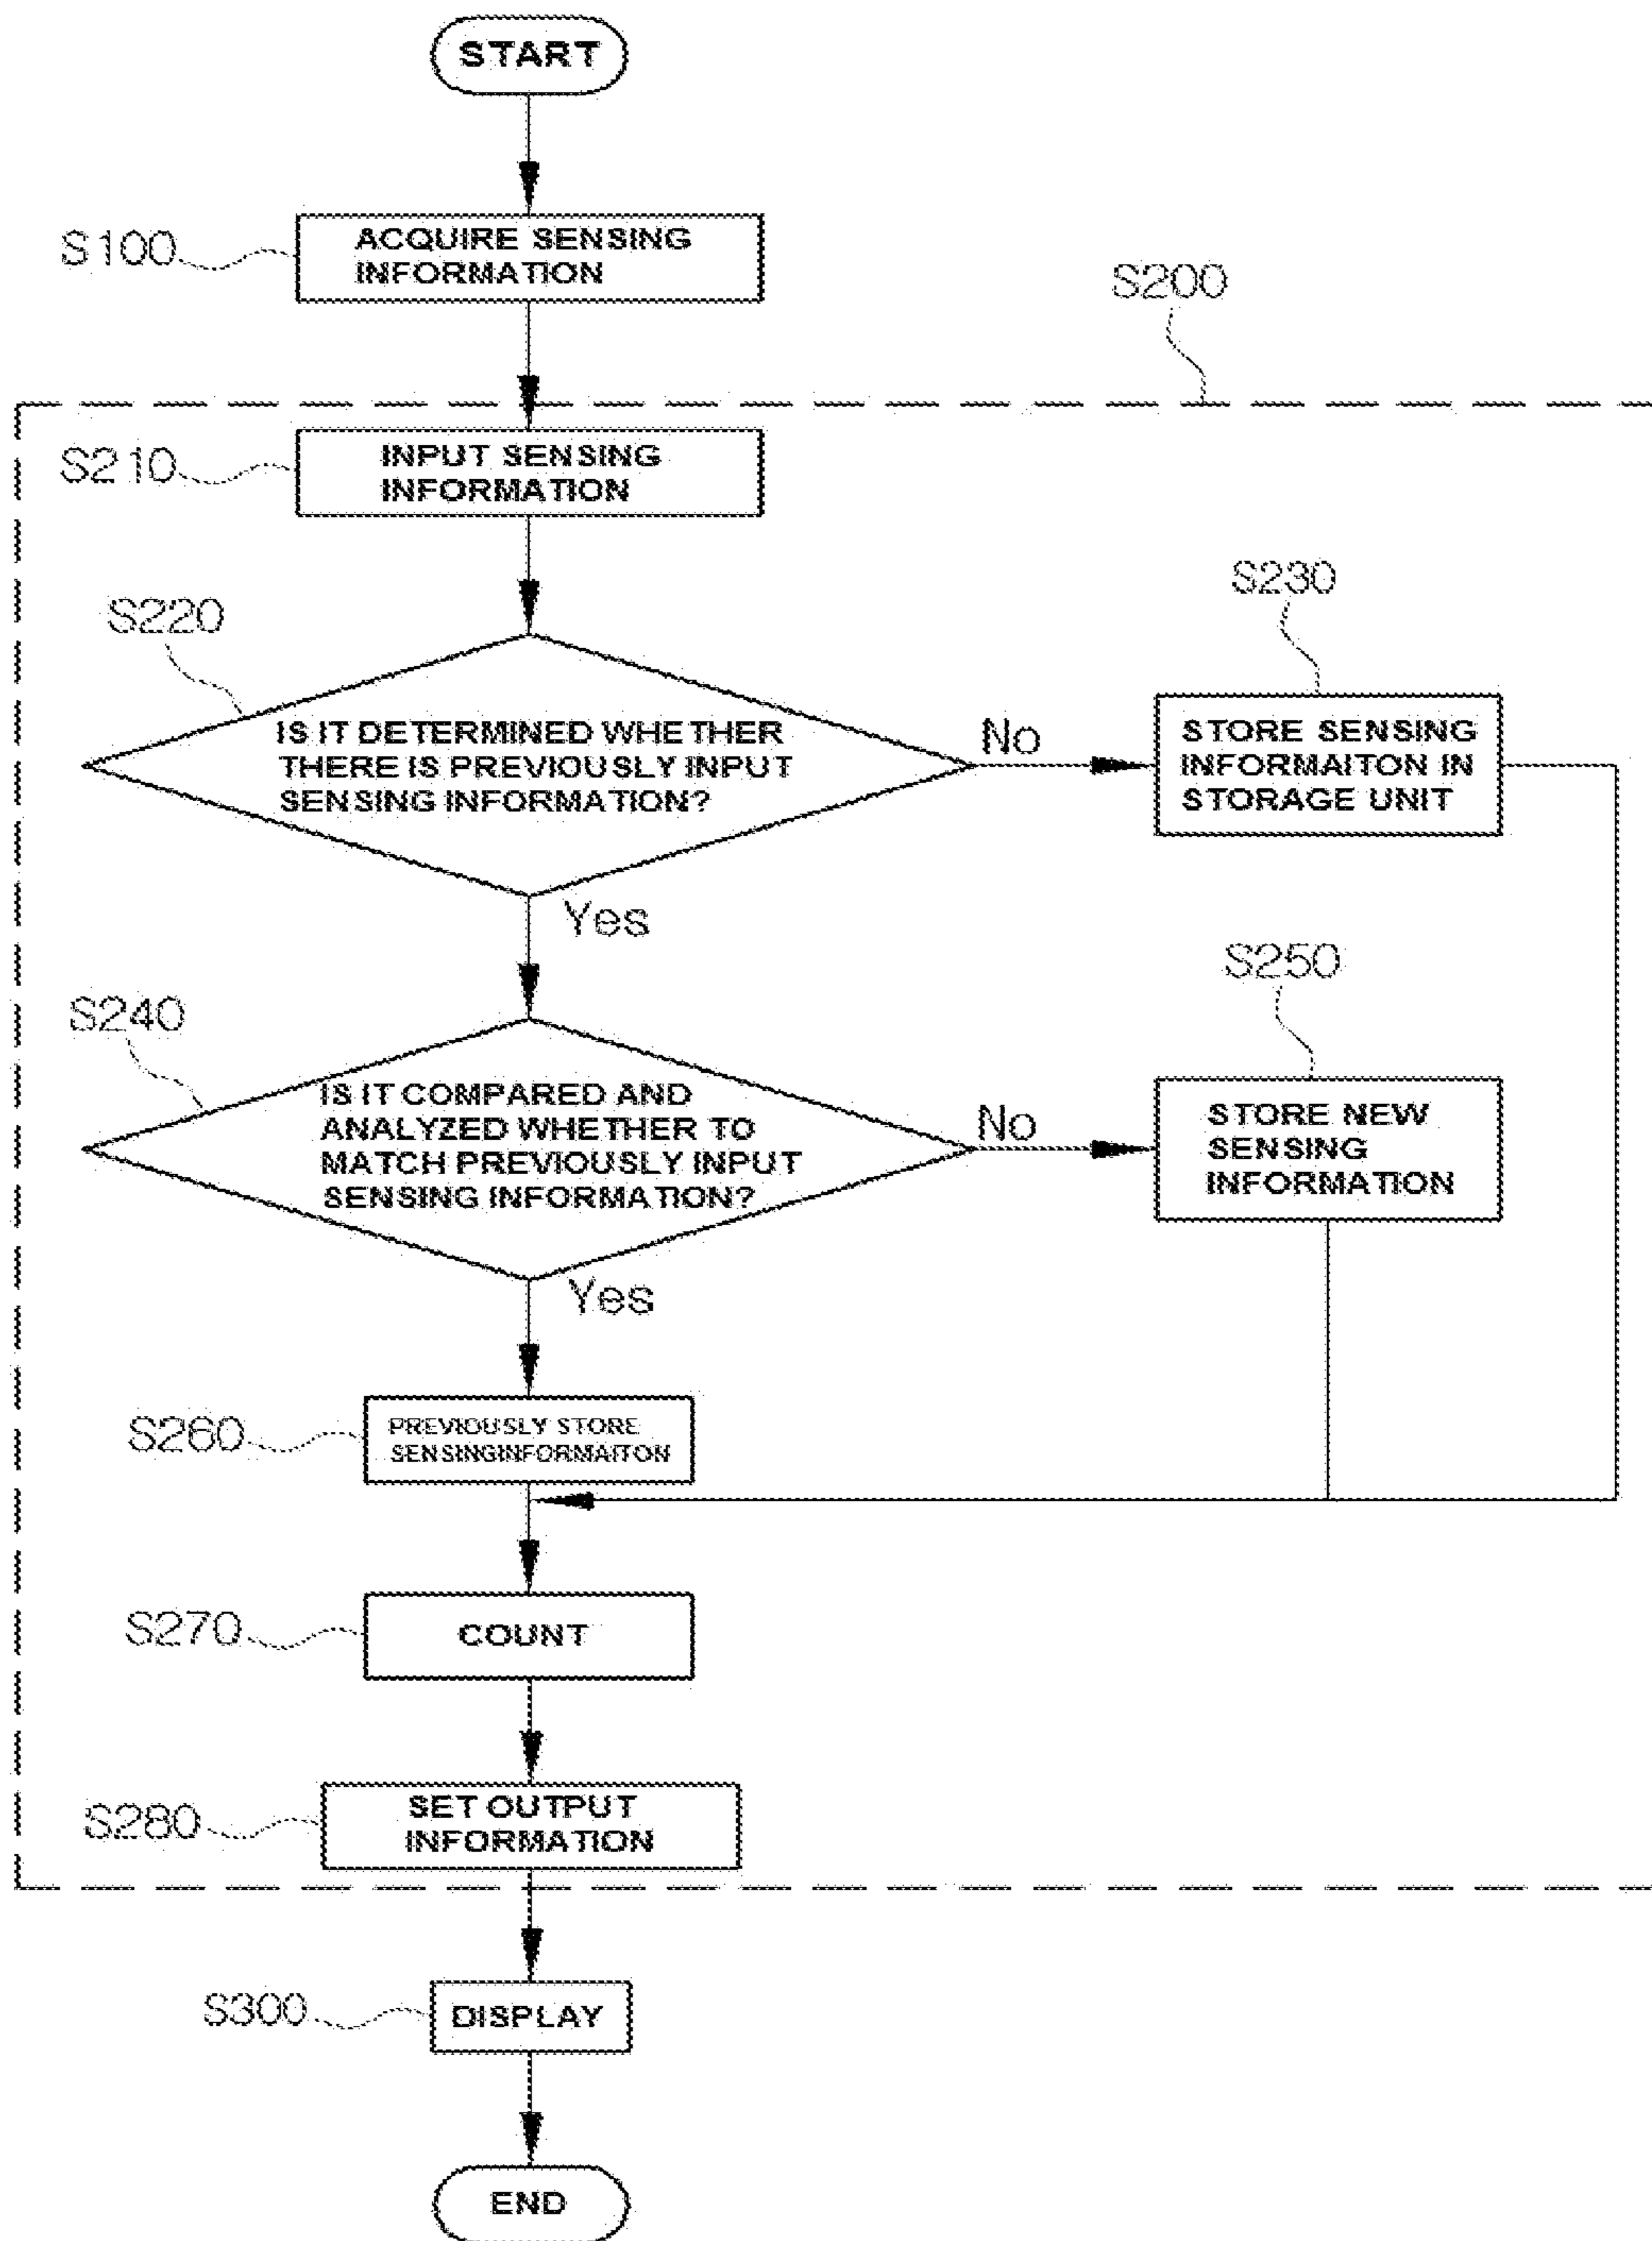 START
S100
ACQUIRE SENSING
INFORMATION
S200
S210
INPUT SENSING
INFORMATION
S220
IS IT DETERMINED WHETHER
THERE IS PREVIOUSLY INPUT
SENSING INFORMATION?
No
S230
STORE SENSING
INFORMAITON IN
STORAGE UNIT
Yes
S240
IS IT COMPARED AND
ANALYZED WHETHER TO
MATCH PREVIOUSLY INPUT
SENSING INFORMATION?
No
S250
STORE NEW
SENSING
INFORMATION
Yes
S260
PREVIOUSLY STORE
SENSINGINFORMAITON
S270
COUNT
S280
SET OUTPUT
INFORMATION
S300
DISPLAY
END